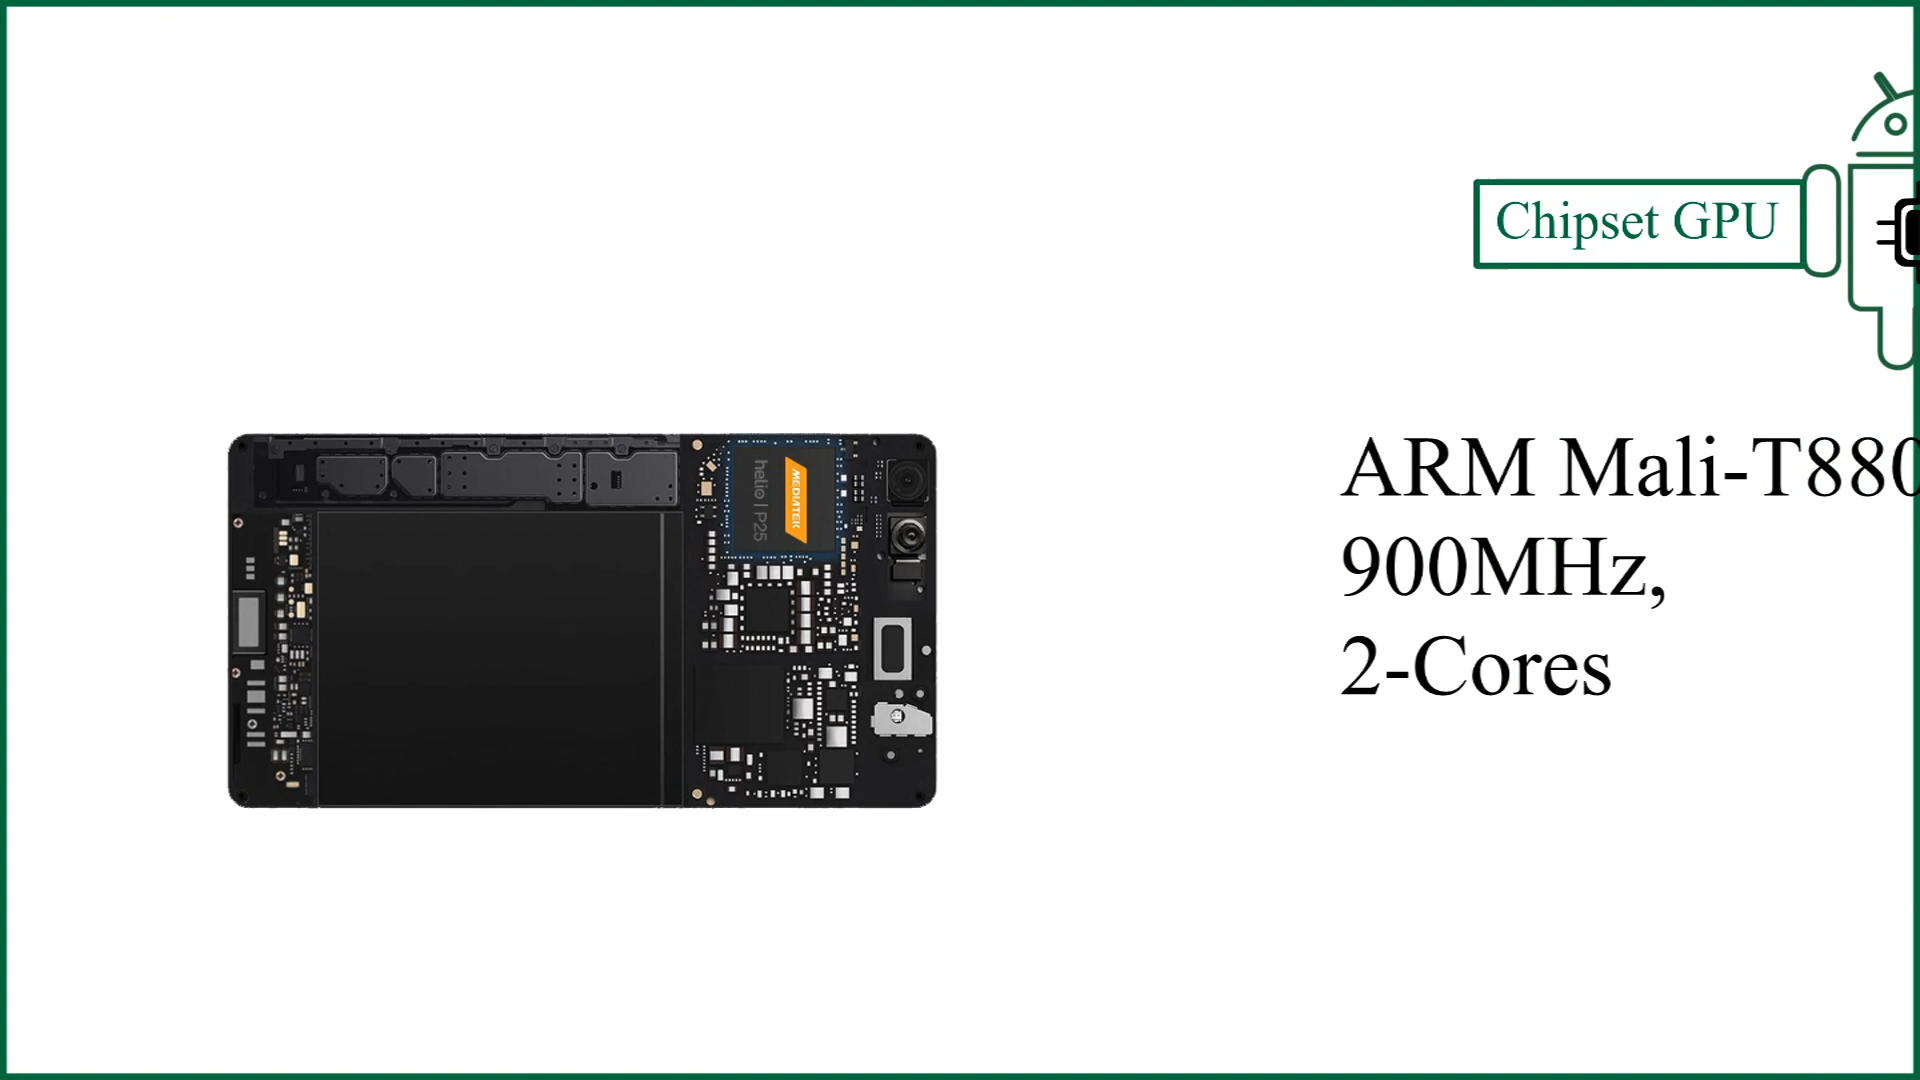 Chipset GPU
ARM Mali-T880
900MHz,
2-Cores
MEDIATEK
helio | P25